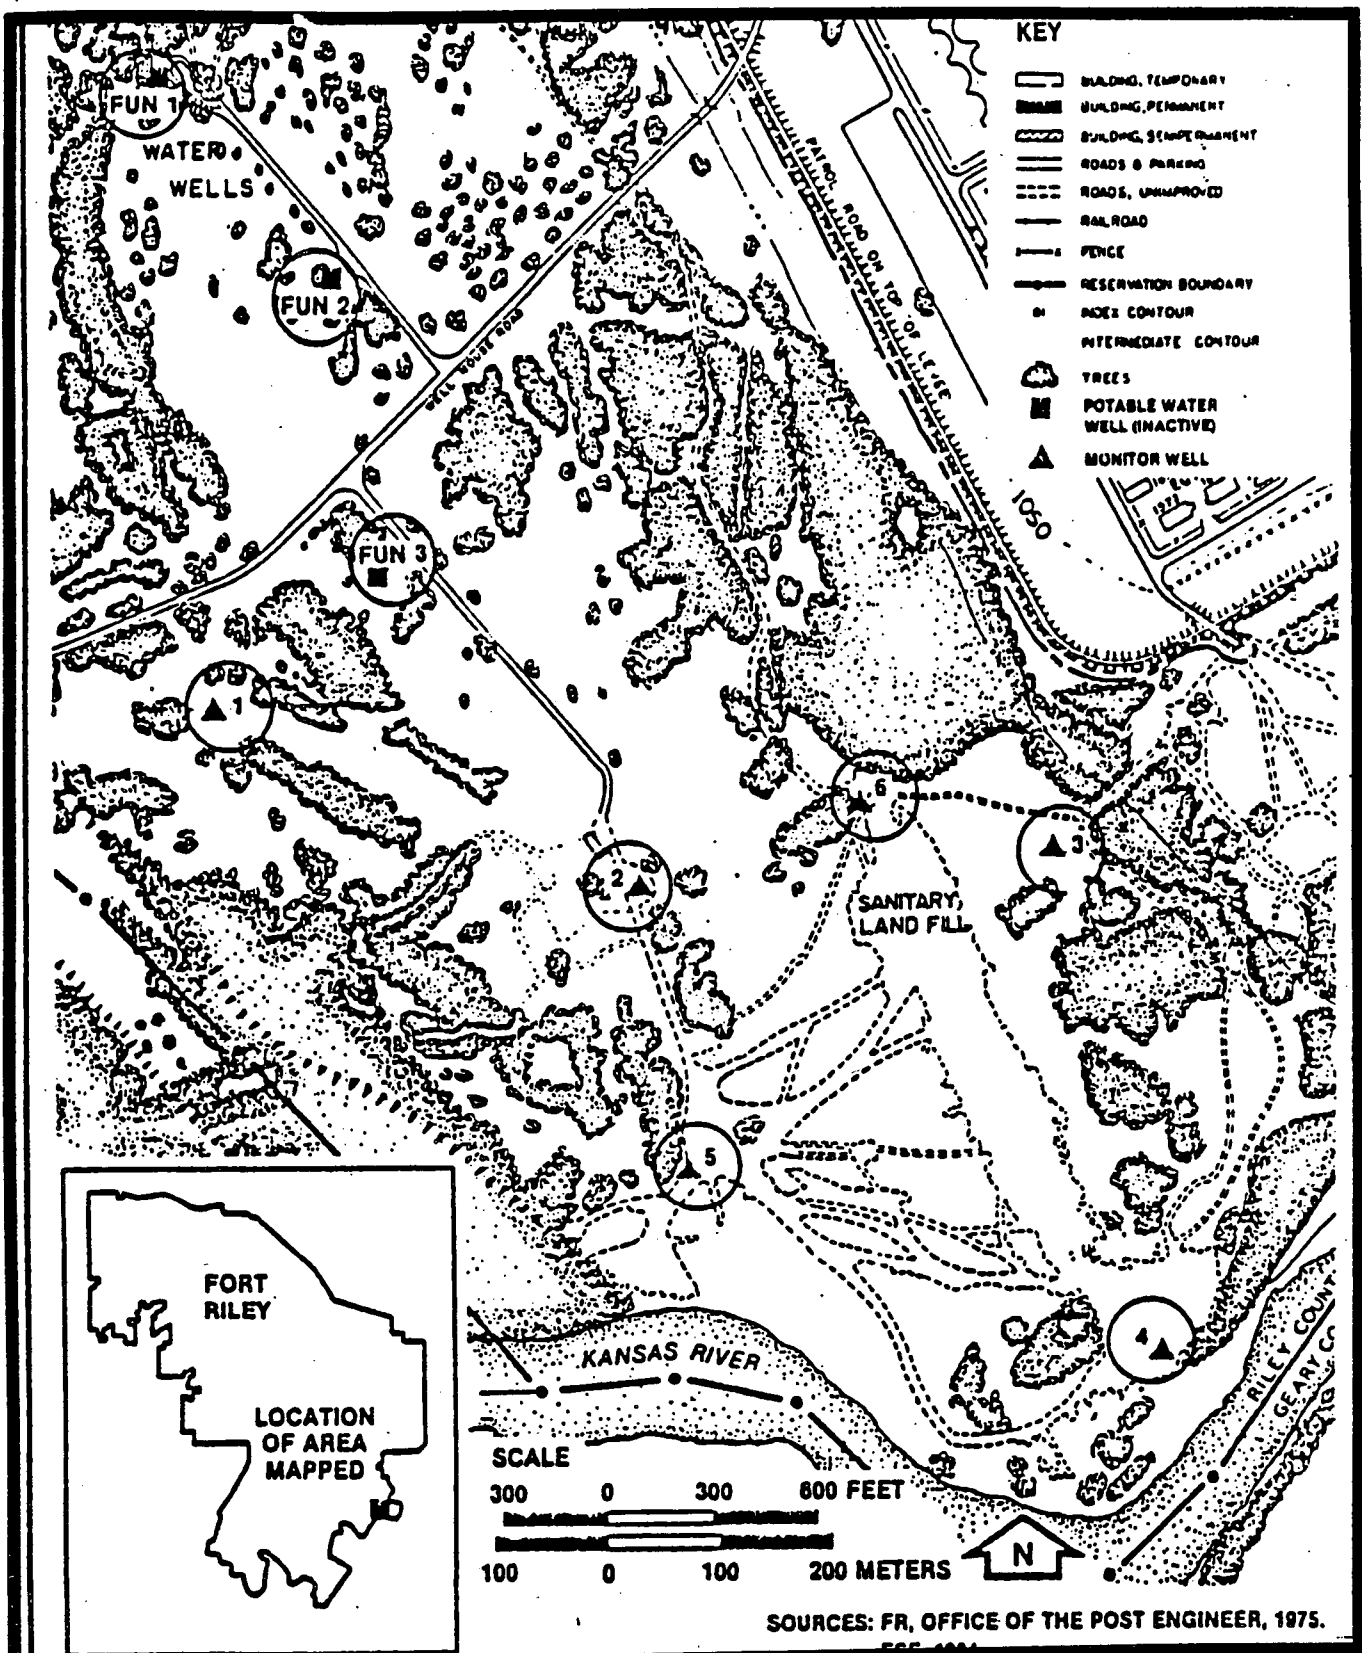 KEY
BUILDING, TEMPORARY
BUILDING, PERMANENT
BUILDING, SEMIPERMANENT
ROADS & PARKING
ROADS, UNIMPROVED
RAILROAD
FENCE
RESERVATION BOUNDARY
INDEX CONTOUR
INTERMEDIATE CONTOUR
TREES
POTABLE WATER
WELL (INACTIVE)
MONITOR WELL
FUN 1
WATER
WELLS
FUN 2
WELL HOUSE ROAD
PATROL ROAD ON TOP OF LEVEE
1050
FUN 3
1
6
3
2
SANITARY
LAND FILL
5
4
KANSAS RIVER
RILEY COUNT
GEARY CO
FORT
RILEY
LOCATION
OF AREA
MAPPED
SCALE
300 0 300 600 FEET
100 0 100 200 METERS
N
SOURCES: FR, OFFICE OF THE POST ENGINEER, 1975.